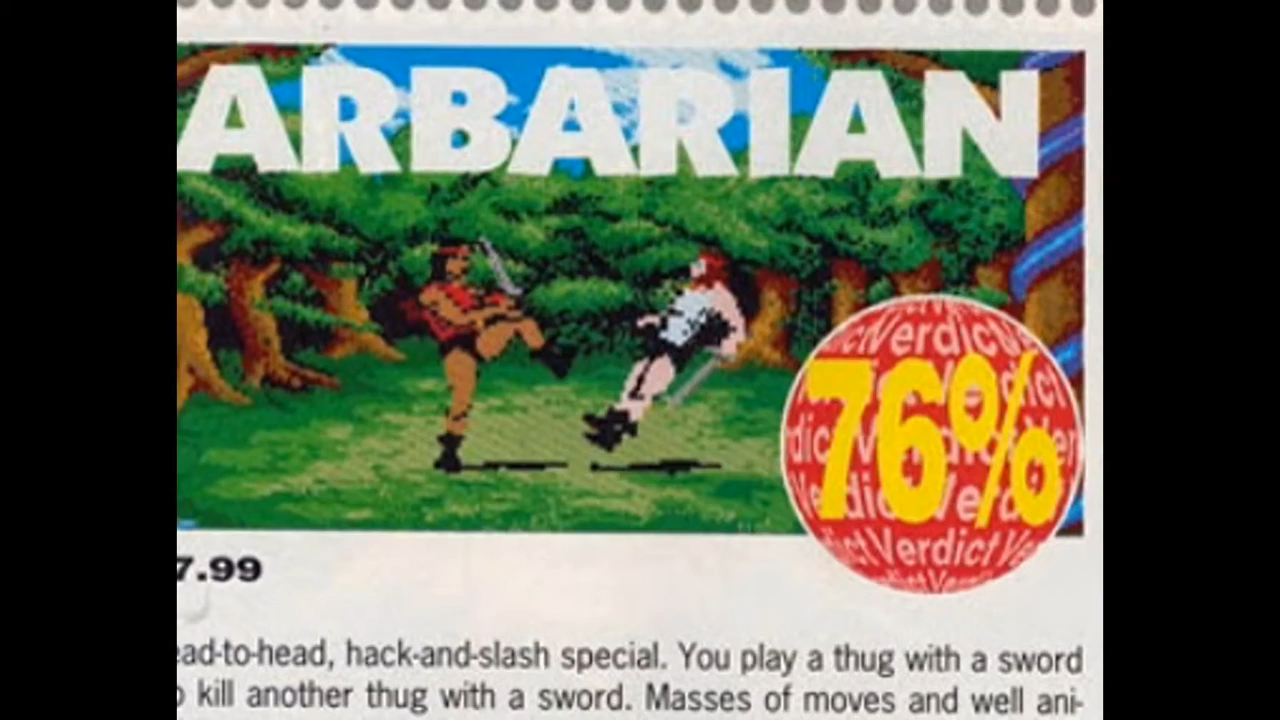 ARBARIAN
76%
Verdict
7.99
ead-to-head, hack-and-slash special. You play a thug with a sword
kill another thug with a sword. Masses of moves and well ani-